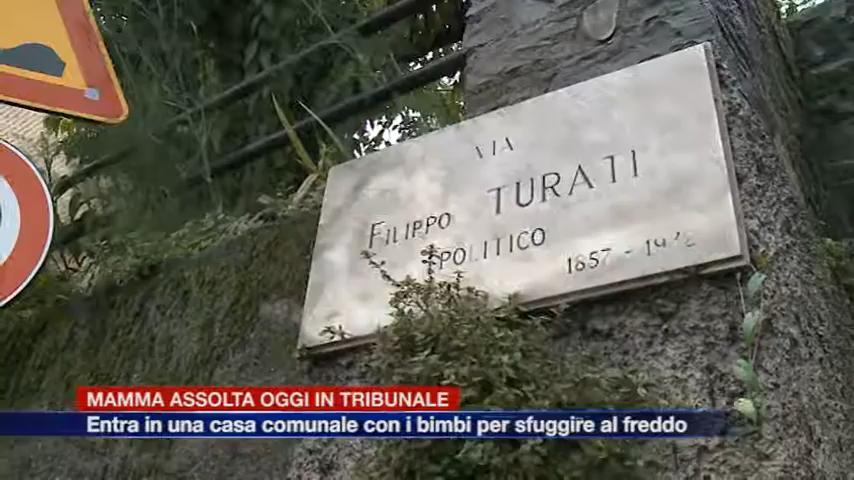 VIA
FILIPPO TURATI
POLITICO
1857 - 1932
MAMMA ASSOLTA OGGI IN TRIBUNALE
Entra in una casa comunale con i bimbi per sfuggire al freddo